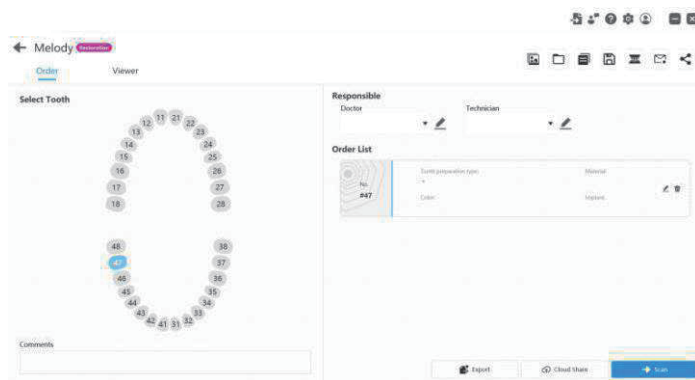 Melody Restoration
Order Viewer
Select Tooth
11 21
12 22
13 23
14 24
15 25
16 26
17 27
18 28
48 38
47 37
46 36
45 35
44 34
43 33
42 41 31 32
Comments
Responsible
Doctor Technician
Order List
No. Tooth preparation type: Material:
#47 Color: Implant:
Export Cloud Share Scan